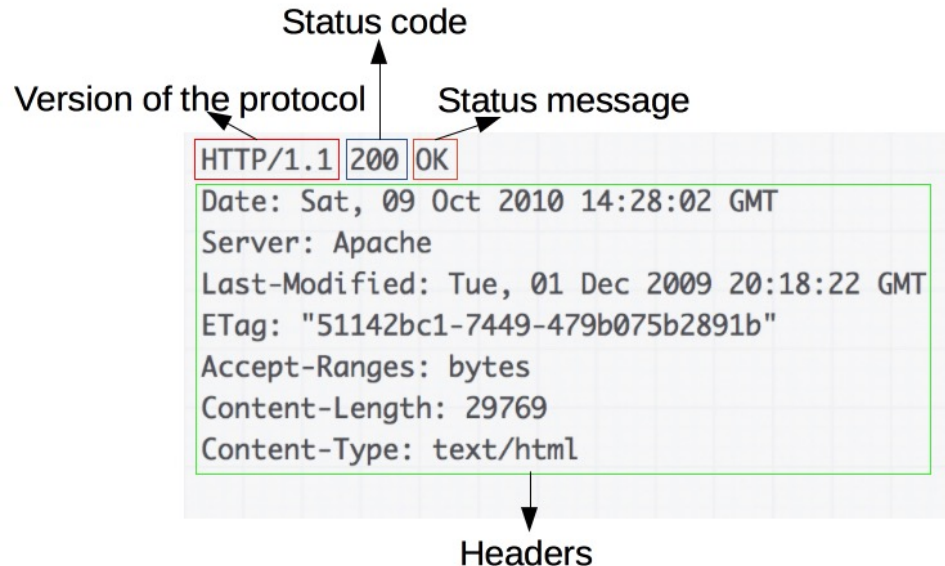 Status code
Version of the protocol
Status message
HTTP/1.1 200 OK
Date: Sat, 09 Oct 2010 14:28:02 GMT
Server: Apache
Last-Modified: Tue, 01 Dec 2009 20:18:22 GMT
ETag: "51142bc1-7449-479b075b2891b"
Accept-Ranges: bytes
Content-Length: 29769
Content-Type: text/html
Headers